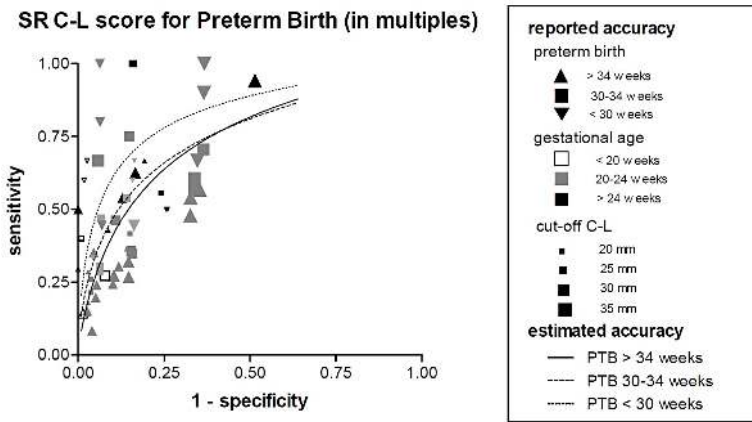 SR C-L score for Preterm Birth (in multiples)
1.00
0.75
0.50
0.25
0.00
sensitivity
0.00
0.25
0.50
0.75
1.00
1 - specificity
reported accuracy
preterm birth
> 34 weeks
30-34 weeks
< 30 weeks
gestational age
< 20 weeks
20-24 weeks
> 24 weeks
cut-off C-L
20 mm
25 mm
30 mm
35 mm
estimated accuracy
PTB > 34 weeks
PTB 30-34 weeks
PTB < 30 weeks